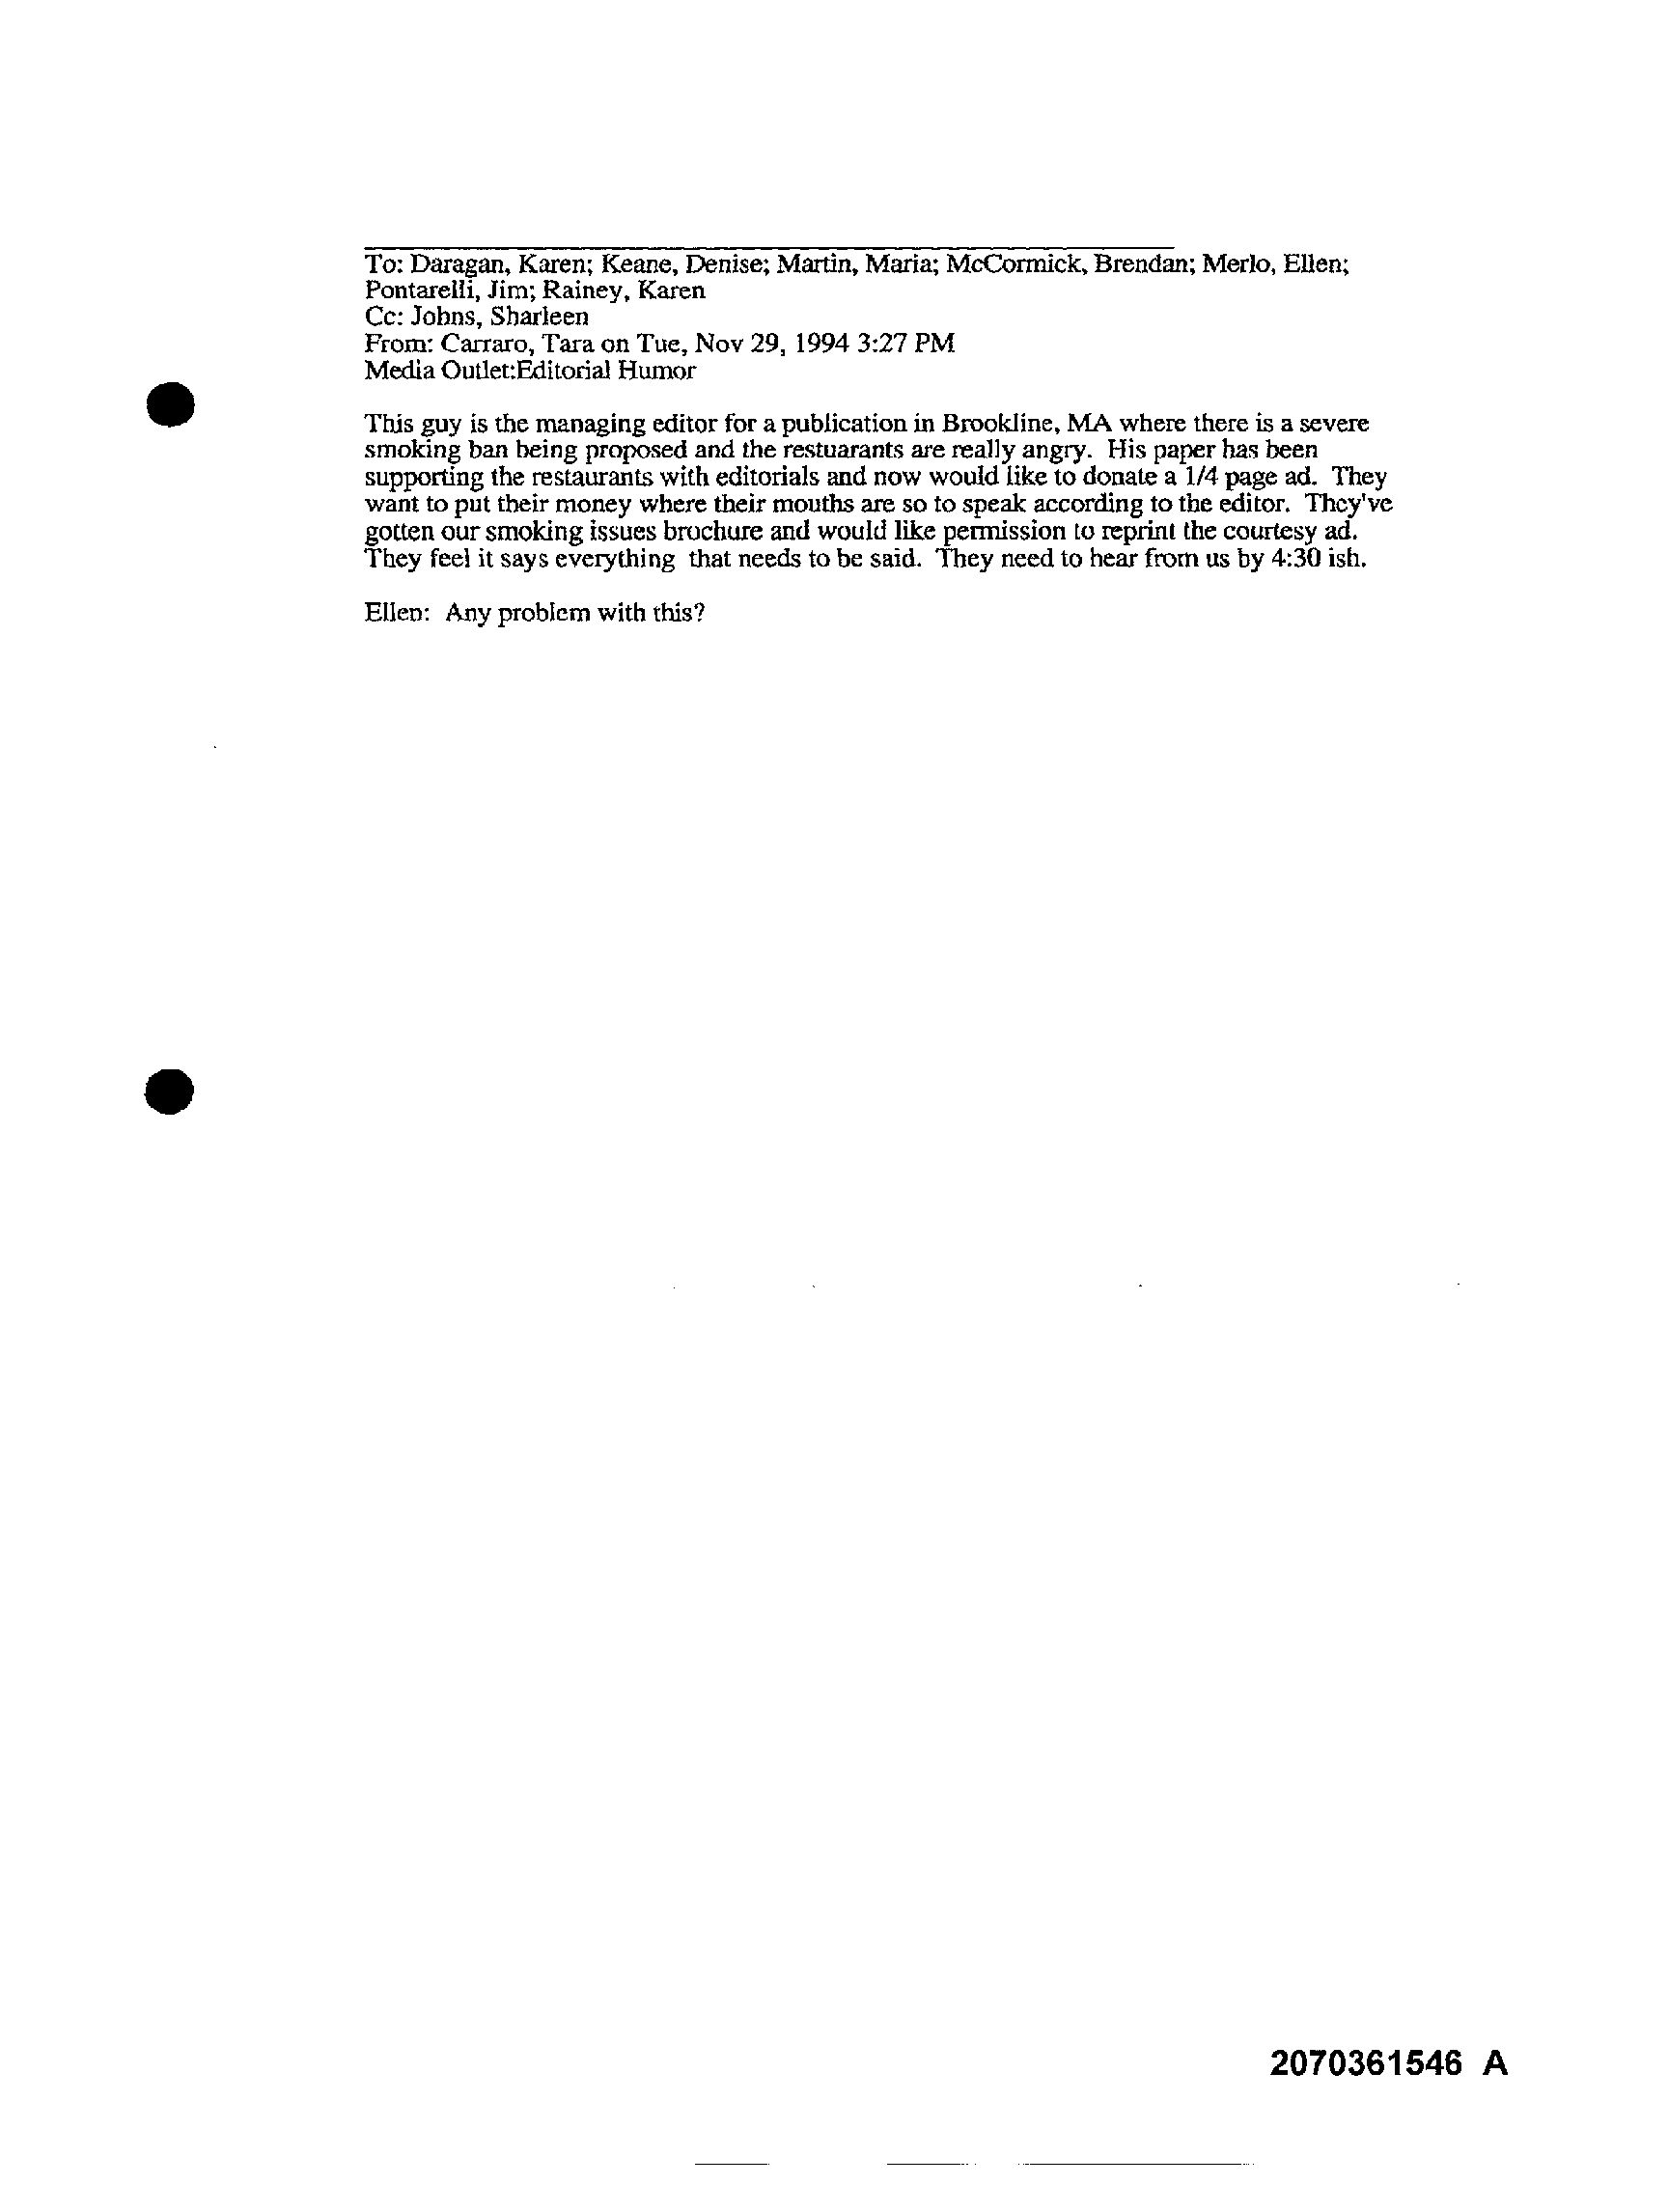 To: Daragan, Karen; Keane, Denise; Martin, Maria; McCormick, Brendan; Merlo, Ellen;
Pontarelli, Jim; Rainey, Karen
Cc: Johns, Sharleen
From: Carraro, Tara on Tue, Nov 29, 1994 3:27 PM
Media Outlet:Editorial Humor
This guy is the managing editor for a publication in Brookline, MA where there is a severe
smoking ban being proposed and the restuarants are really angry. His paper has been
supporting the restaurants with editorials and now would like to donate a 1/4 page ad. They
want to put their money where their mouths are so to speak according to the editor. They've
gotten our smoking issues brochure and would like permission to reprint the courtesy ad.
They feel it says everything that needs to be said. They need to hear from us by 4:30 ish.
Ellen: Any problem with this?
2070361546 A